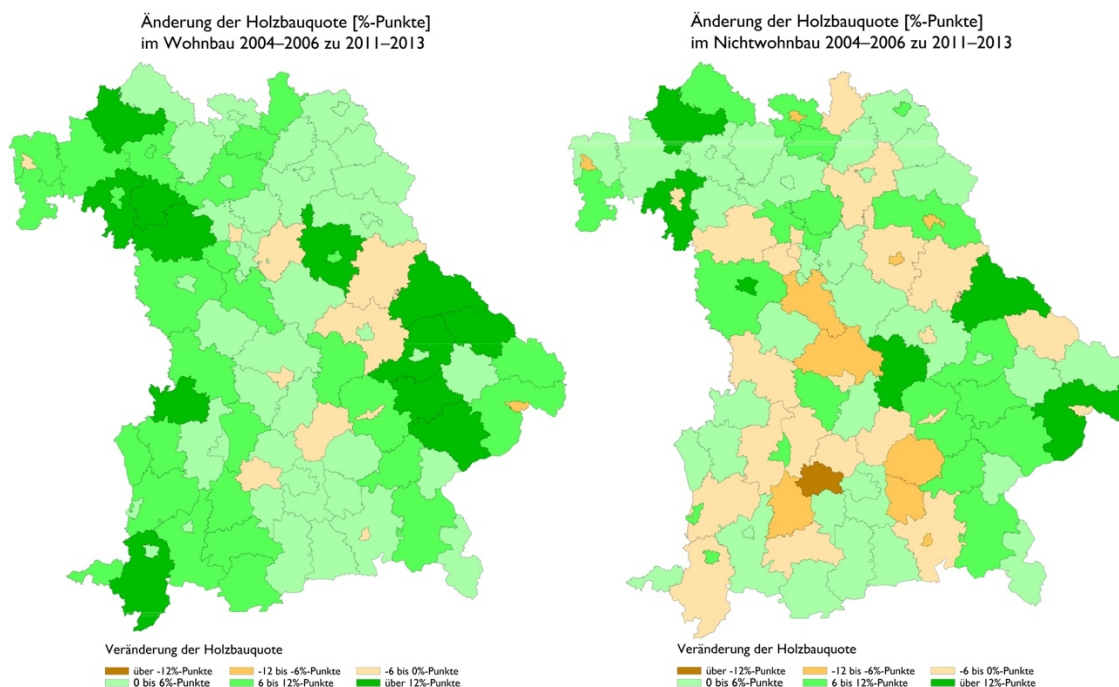 Änderung der Holzbauquote [%-Punkte]
im Wohnbau 2004–2006 zu 2011–2013
Änderung der Holzbauquote [%-Punkte]
im Nichtwohnbau 2004–2006 zu 2011–2013
Veränderung der Holzbauquote
über -12%-Punkte -12 bis -6%-Punkte -6 bis 0%-Punkte
0 bis 6%-Punkte 6 bis 12%-Punkte über 12%-Punkte
Veränderung der Holzbauquote
über -12%-Punkte -12 bis -6%-Punkte -6 bis 0%-Punkte
0 bis 6%-Punkte 6 bis 12%-Punkte über 12%-Punkte